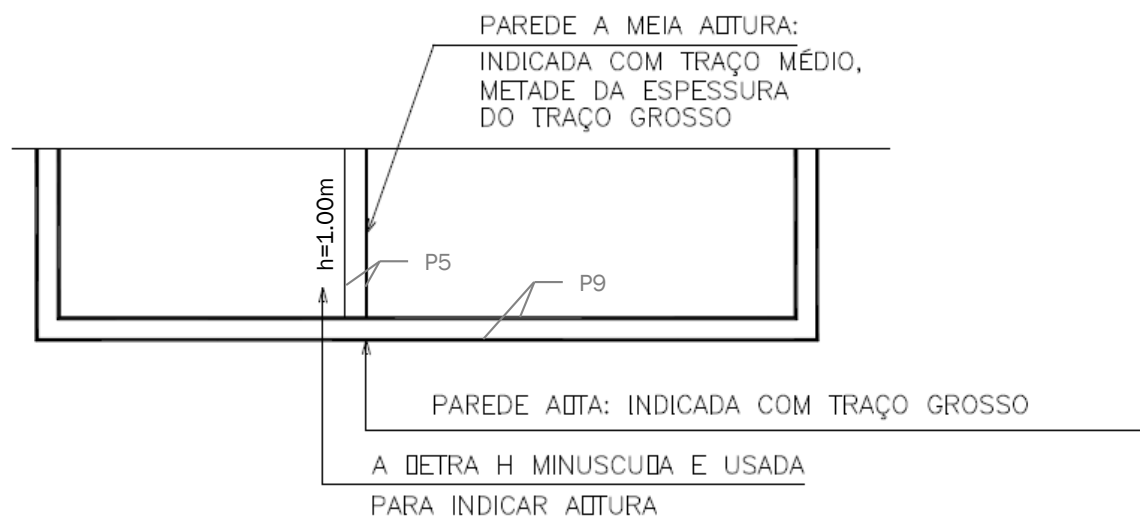 PAREDE A MEIA A▯TURA:
INDICADA COM TRAÇO MÉDIO,
METADE DA ESPESSURA
DO TRAÇO GROSSO
h=1.00m
P5
P9
PAREDE A▯TA: INDICADA COM TRAÇO GROSSO
A ▯ETRA H MINUSCU▯A E USADA
PARA INDICAR A▯TURA